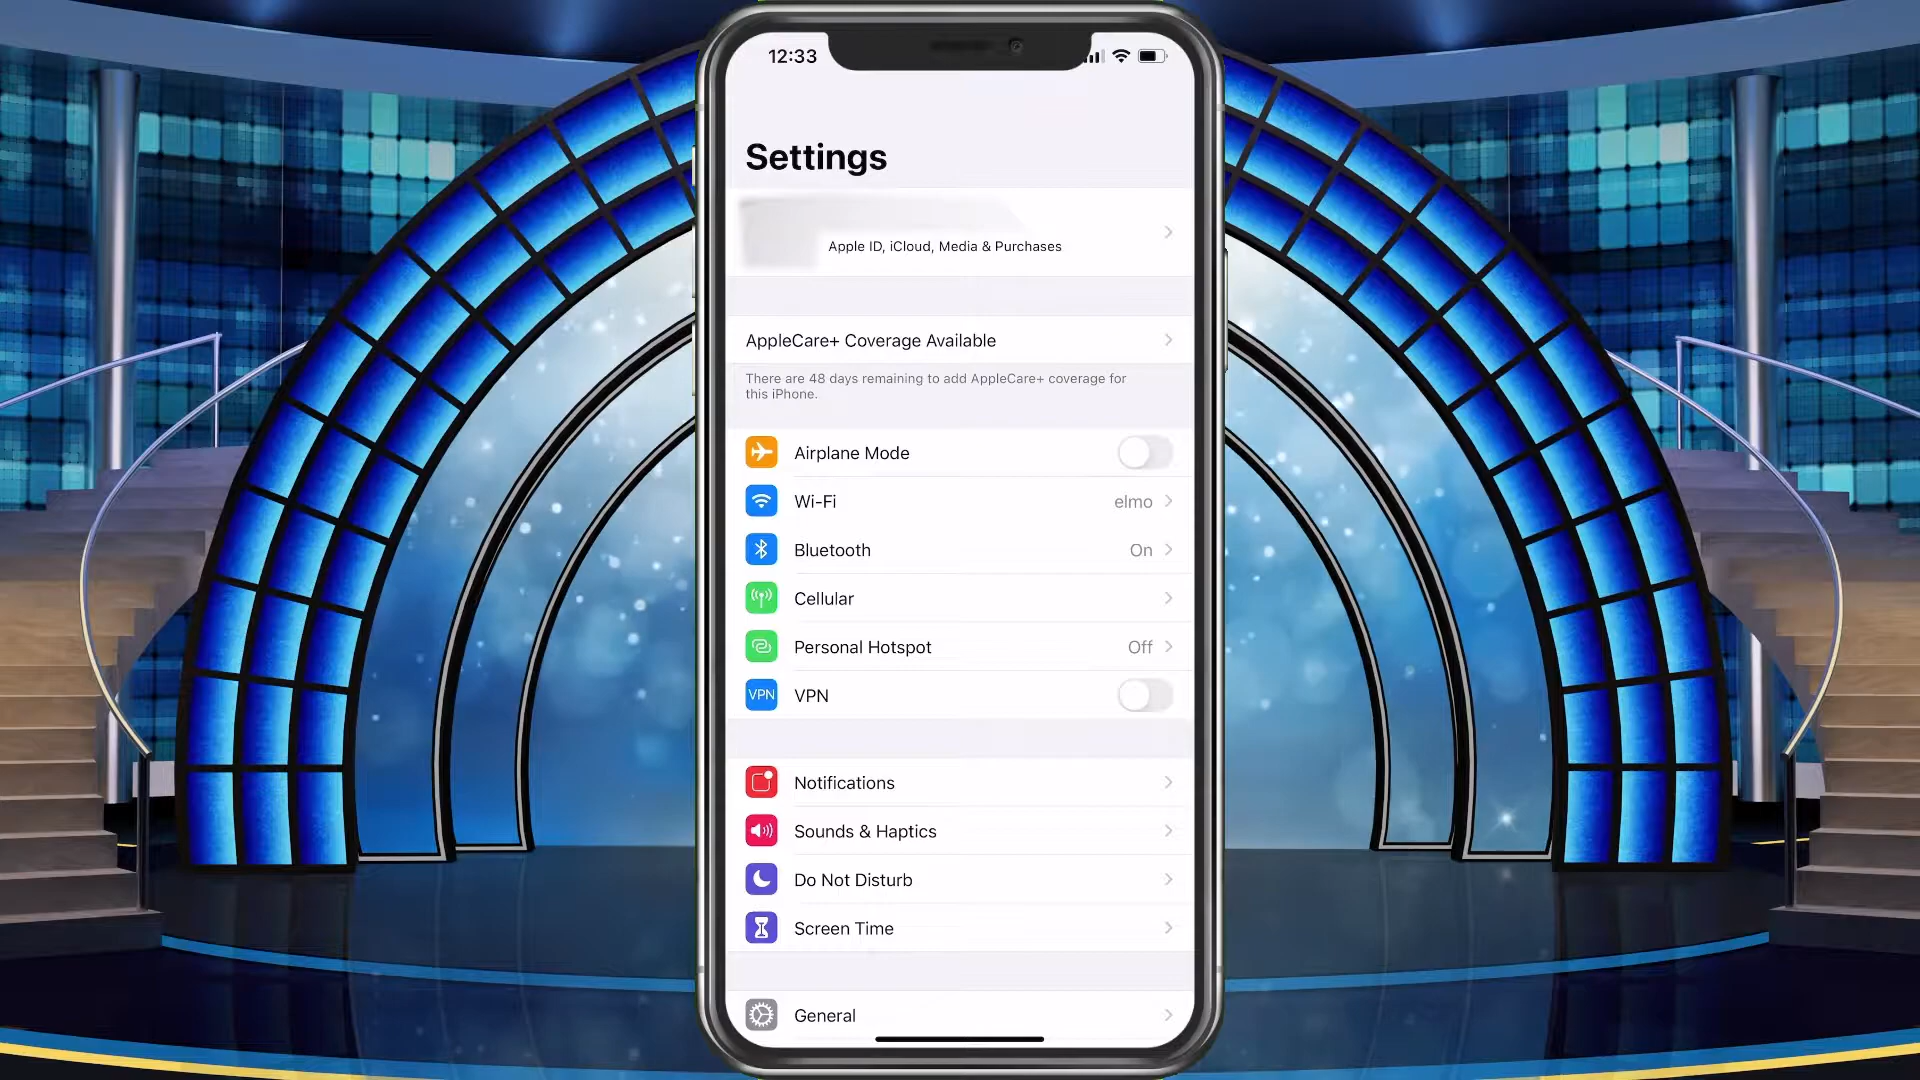 12:33
Settings
Apple ID, iCloud, Media & Purchases
AppleCare+ Coverage Available
There are 48 days remaining to add AppleCare+ coverage for
this iPhone.
Airplane Mode
Wi-Fi elmo
Bluetooth On
Cellular
Personal Hotspot Off
VPN VPN
Notifications
Sounds & Haptics
Do Not Disturb
Screen Time
General